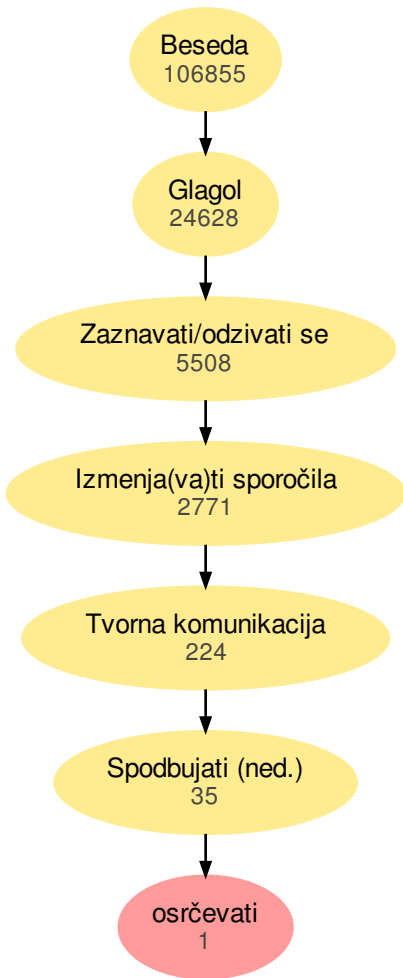 Beseda
106855
Glagol
24628
Zaznavati/odzivati se
5508
Izmenja(va)ti sporočila
2771
Tvorna komunikacija
224
Spodbujati (ned.)
35
osrčevati
1